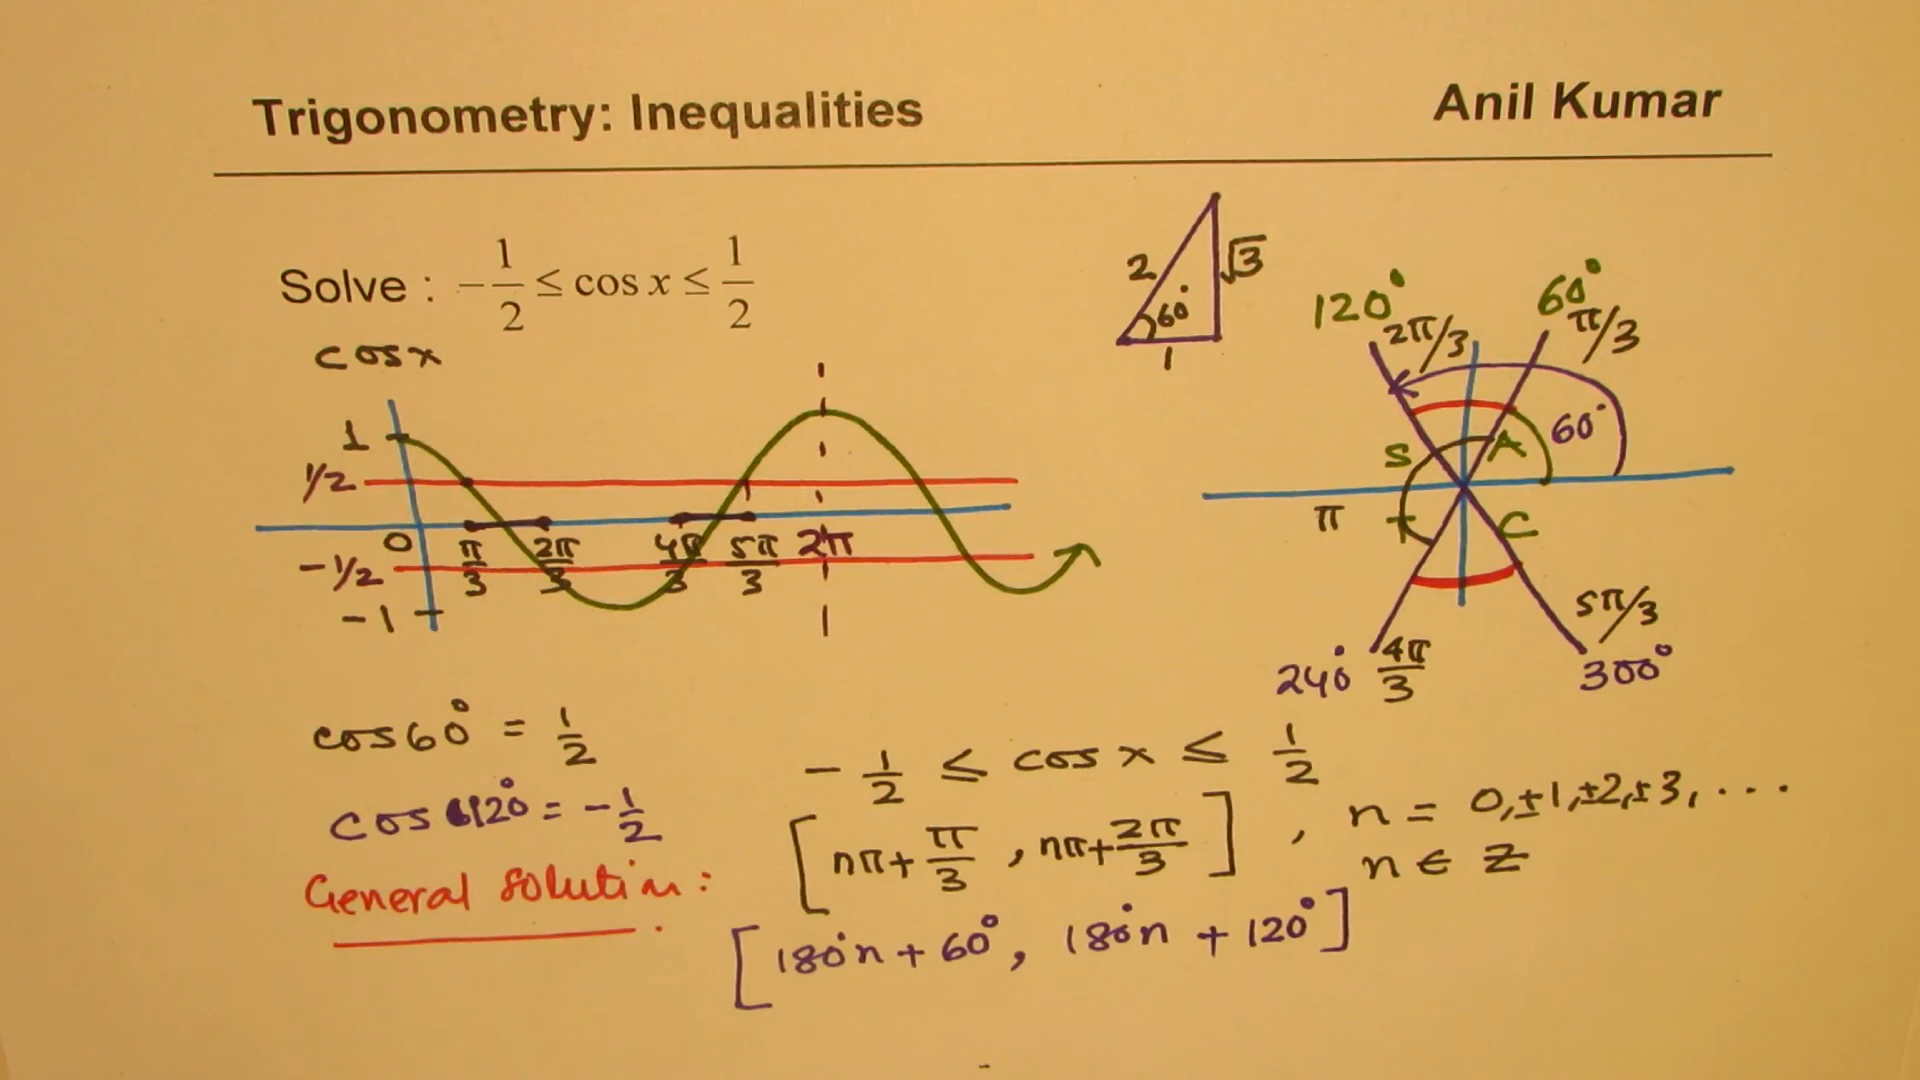 Trigonometry: Inequalities
Anil Kumar
Solve : -1/2 ≤ cos x ≤ 1/2
cos x
1
1/2
0
-1/2
-1
π/3
2π/3
4π/3
5π/3
2π
2
√3
60°
1
120°
2π/3
60°
π/3
60°
S
A
π
T
C
240°
4π/3
5π/3
300°
cos 60° = 1/2
cos 120° = -1/2
General solution:
-1/2 ≤ cos x ≤ 1/2
[nπ + π/3 , nπ + 2π/3] , n = 0, ±1, ±2, ±3, ...
n ∈ Z
[180°n + 60°, 180°n + 120°]